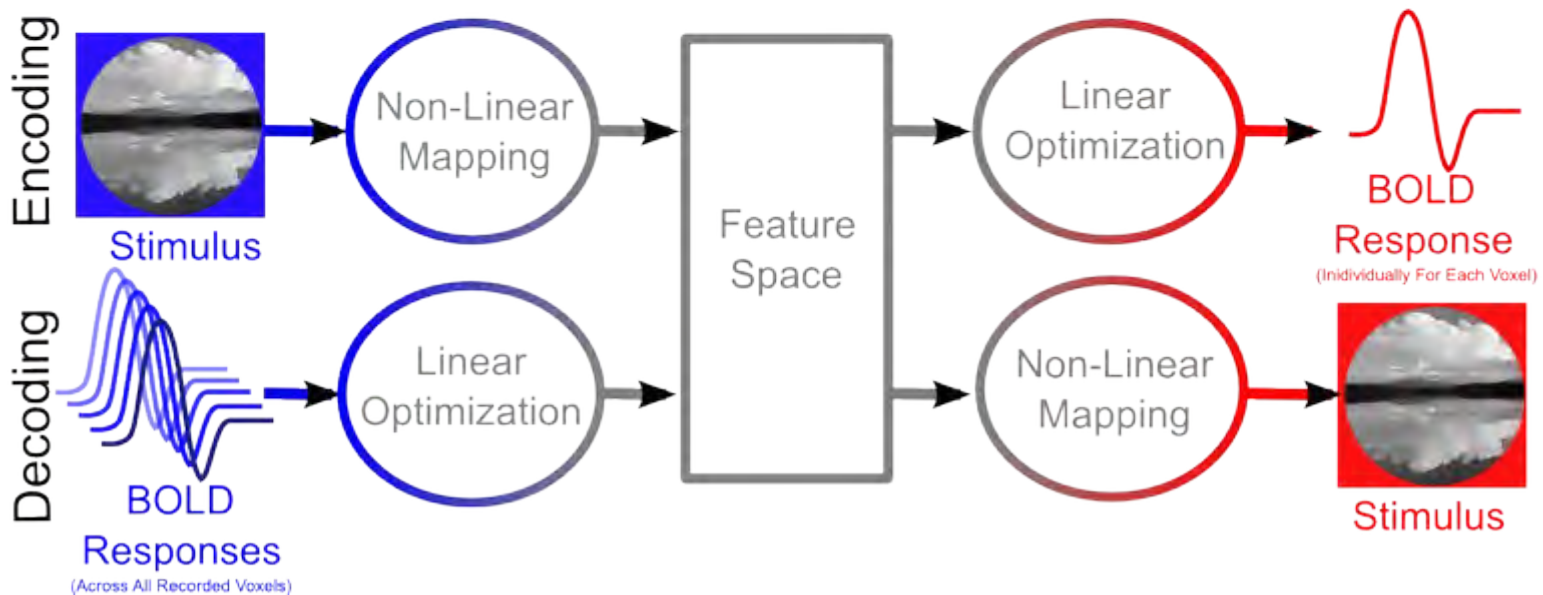 Encoding
Stimulus
Non-Linear
Mapping
Feature
Space
Linear
Optimization
BOLD
Response
(Inidividually For Each Voxel)
Decoding
BOLD
Responses
(Across All Recorded Voxels)
Linear
Optimization
Non-Linear
Mapping
Stimulus